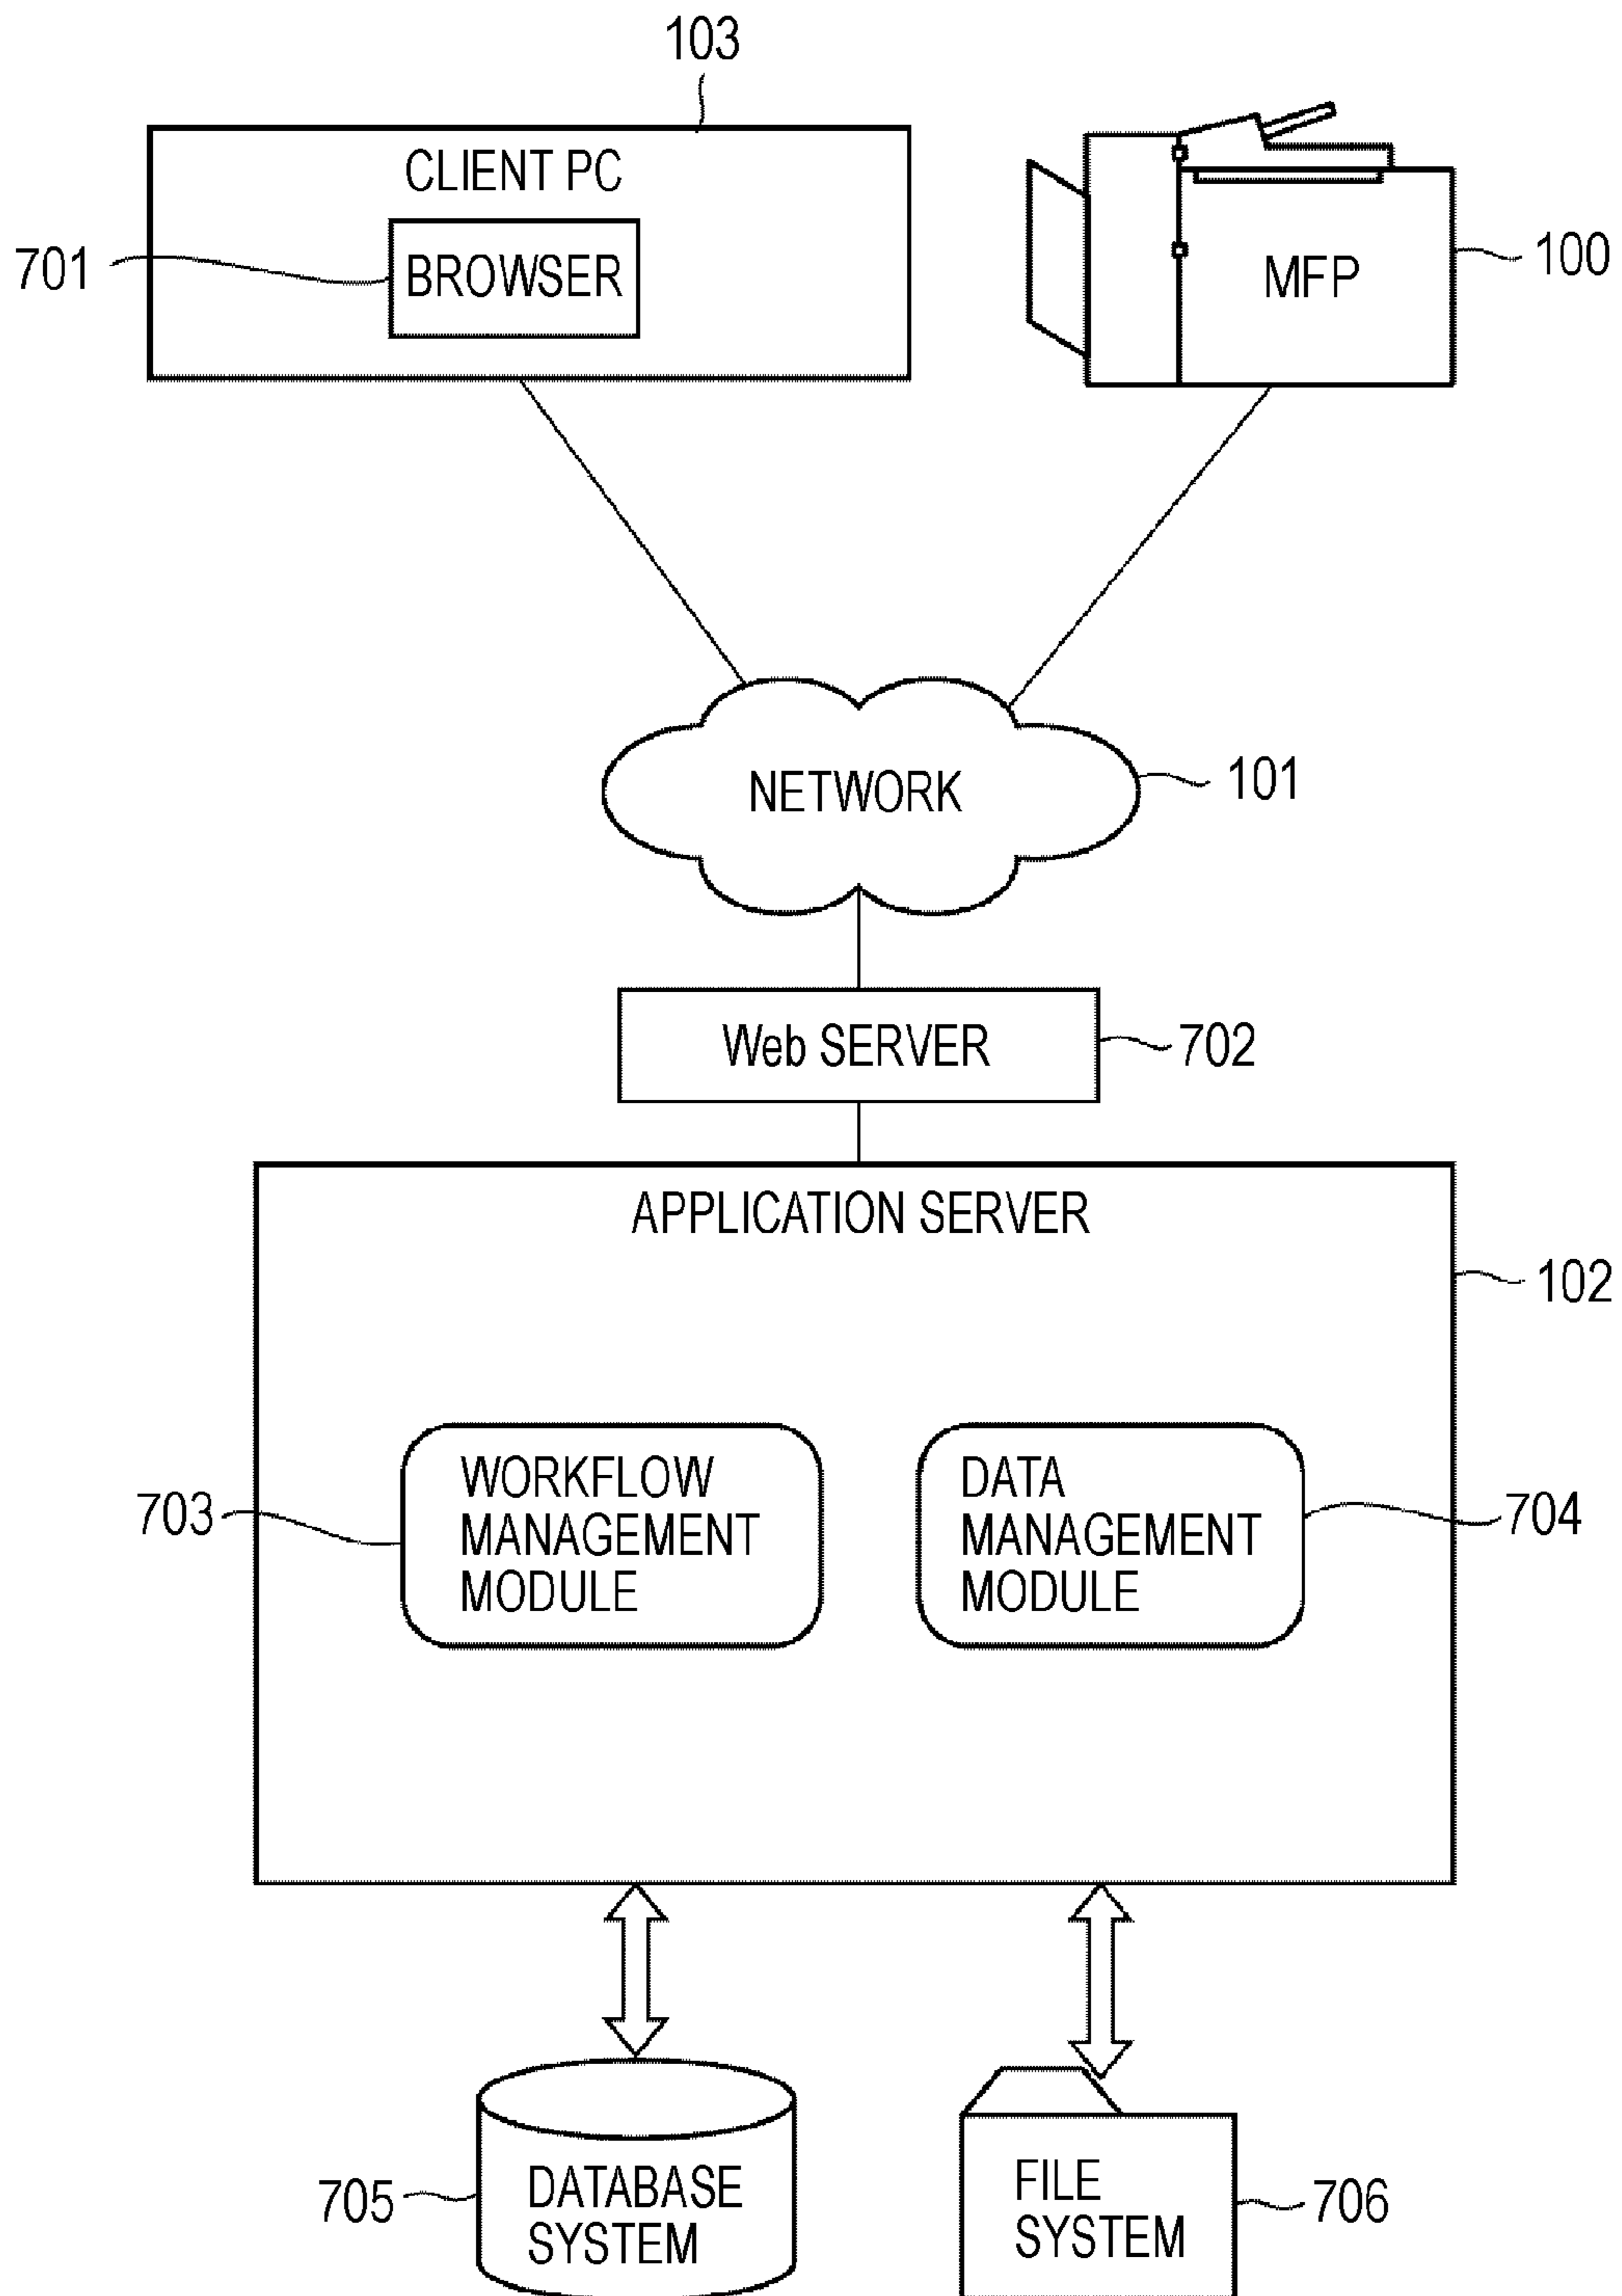 103
CLIENT PC
701
BROWSER
MFP
100
NETWORK
101
Web SERVER
702
APPLICATION SERVER
102
703
WORKFLOW
MANAGEMENT
MODULE
DATA
MANAGEMENT
MODULE
704
705
DATABASE
SYSTEM
FILE
SYSTEM
706